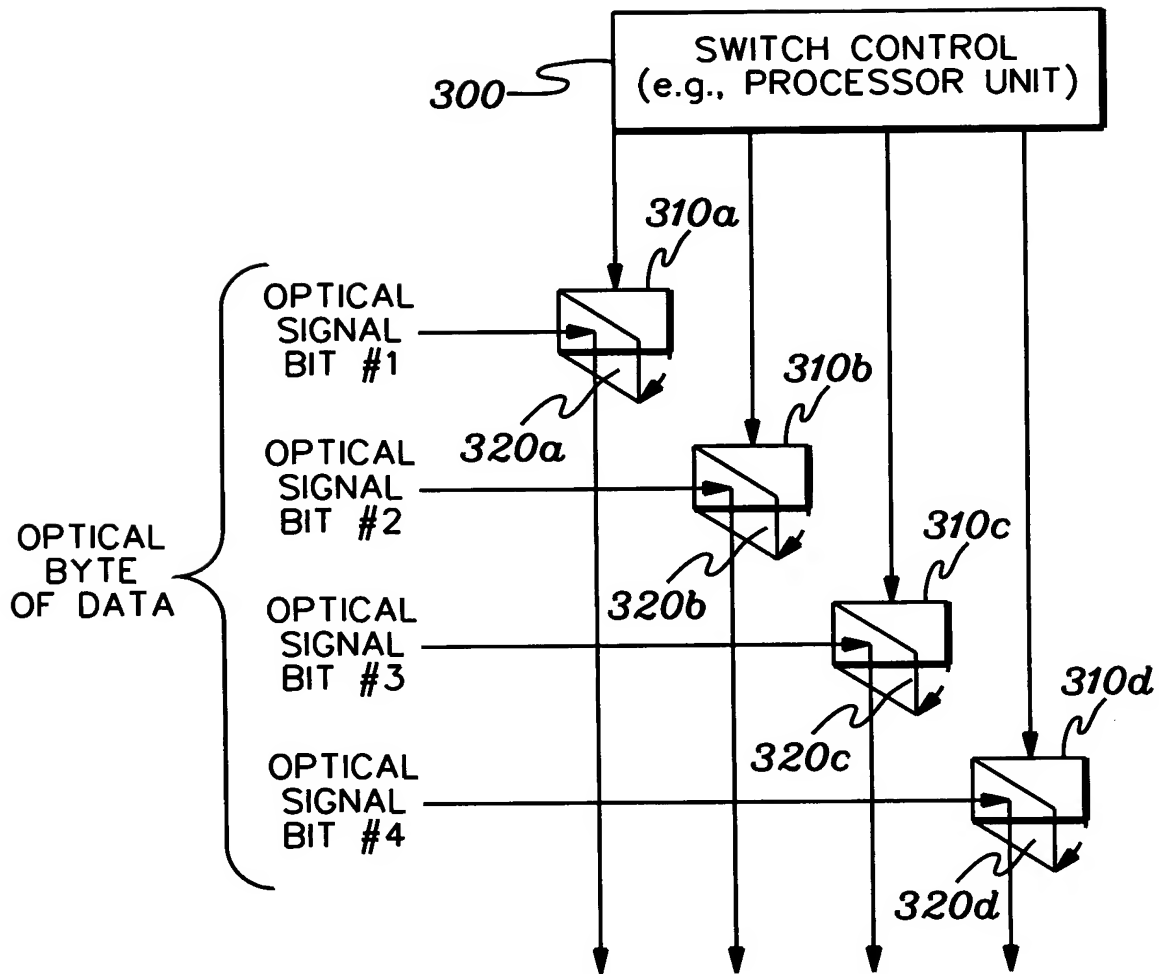 SWITCH CONTROL
(e.g., PROCESSOR UNIT)
300
310a
OPTICAL
SIGNAL
BIT #1
320a
310b
OPTICAL
SIGNAL
BIT #2
320b
310c
OPTICAL
BYTE
OF DATA
OPTICAL
SIGNAL
BIT #3
320c
310d
OPTICAL
SIGNAL
BIT #4
320d